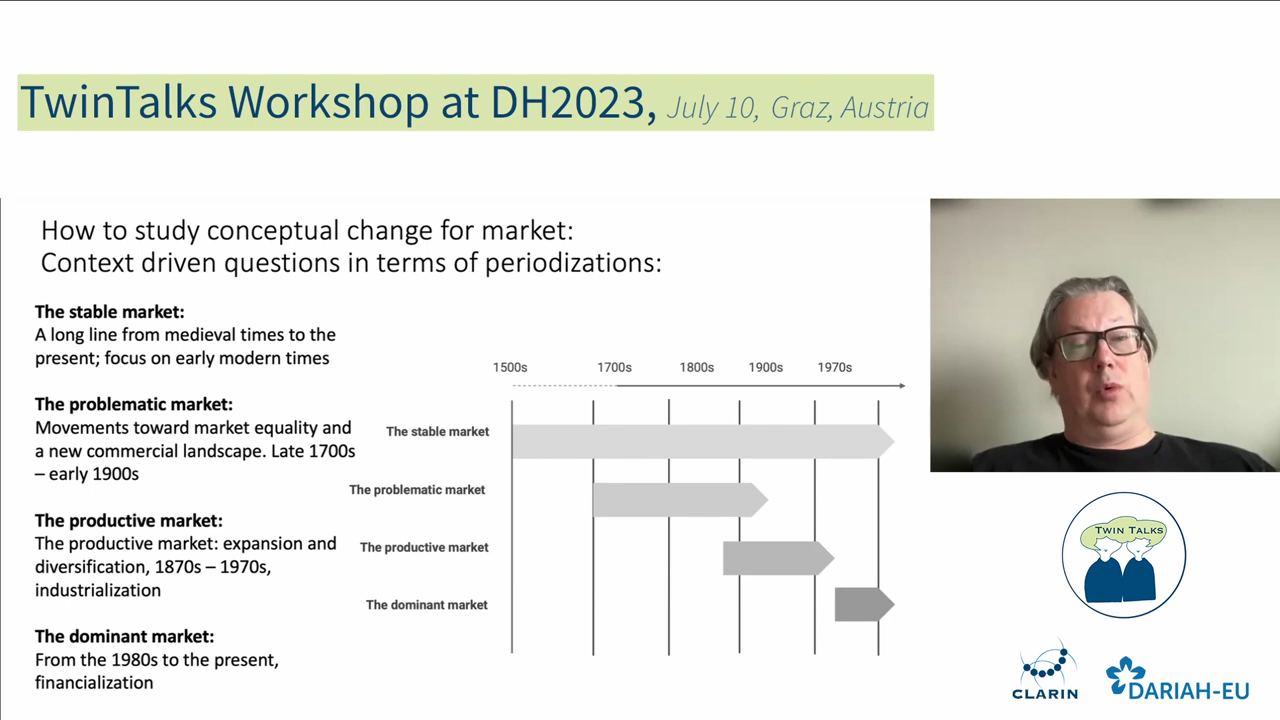 TwinTalks Workshop at DH2023, July 10, Graz, Austria
How to study conceptual change for market:
Context driven questions in terms of periodizations:
The stable market:
A long line from medieval times to the
present; focus on early modern times
The problematic market:
Movements toward market equality and
a new commercial landscape. Late 1700s
– early 1900s
The productive market:
The productive market: expansion and
diversification, 1870s – 1970s,
industrialization
The dominant market:
From the 1980s to the present,
financialization
1500s 1700s 1800s 1900s 1970s
The stable market
The problematic market
The productive market
The dominant market
TWIN TALKS
CLARIN
DARIAH-EU